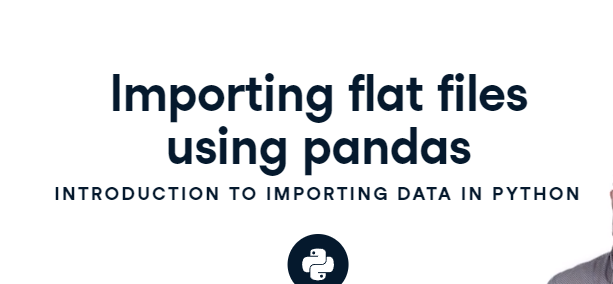 Importing flat files
using pandas
INTRODUCTION TO IMPORTING DATA IN PYTHON